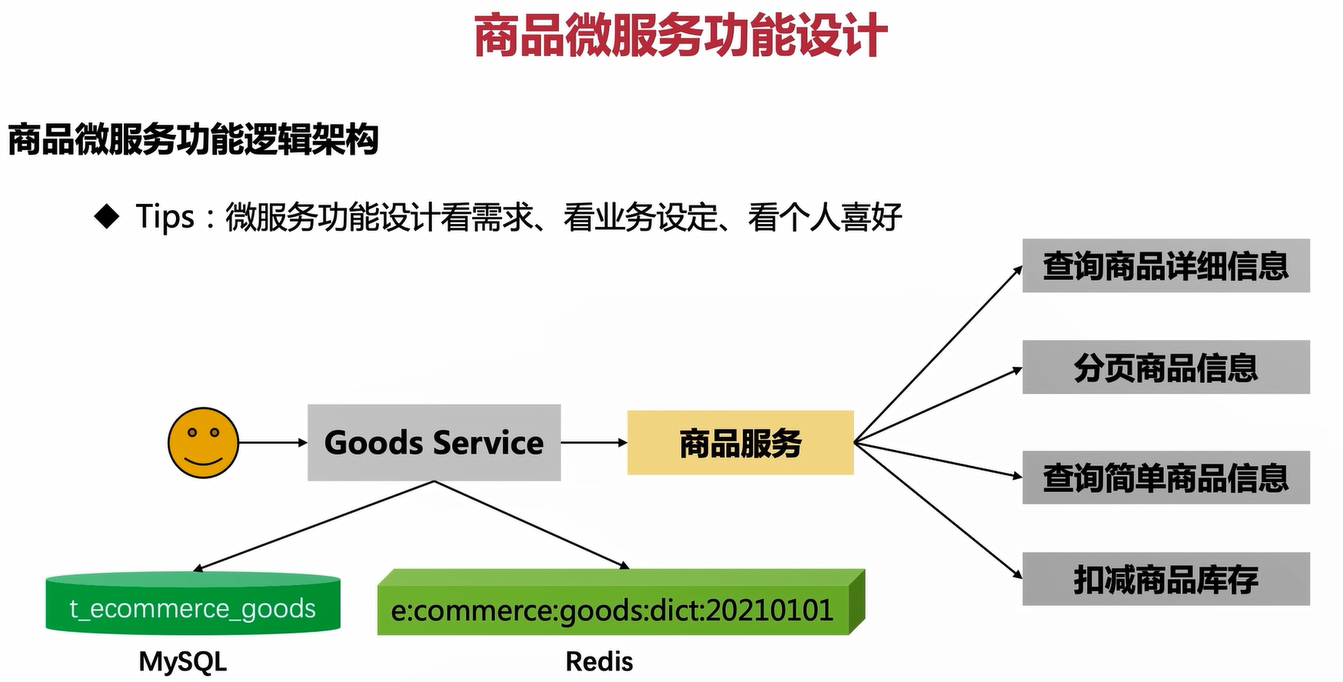 商品微服务功能设计
商品微服务功能逻辑架构
◆ Tips：微服务功能设计看需求、看业务设定、看个人喜好
查询商品详细信息
分页商品信息
Goods Service
商品服务
查询简单商品信息
扣减商品库存
t_ecommerce_goods
e:commerce:goods:dict:20210101
MySQL
Redis